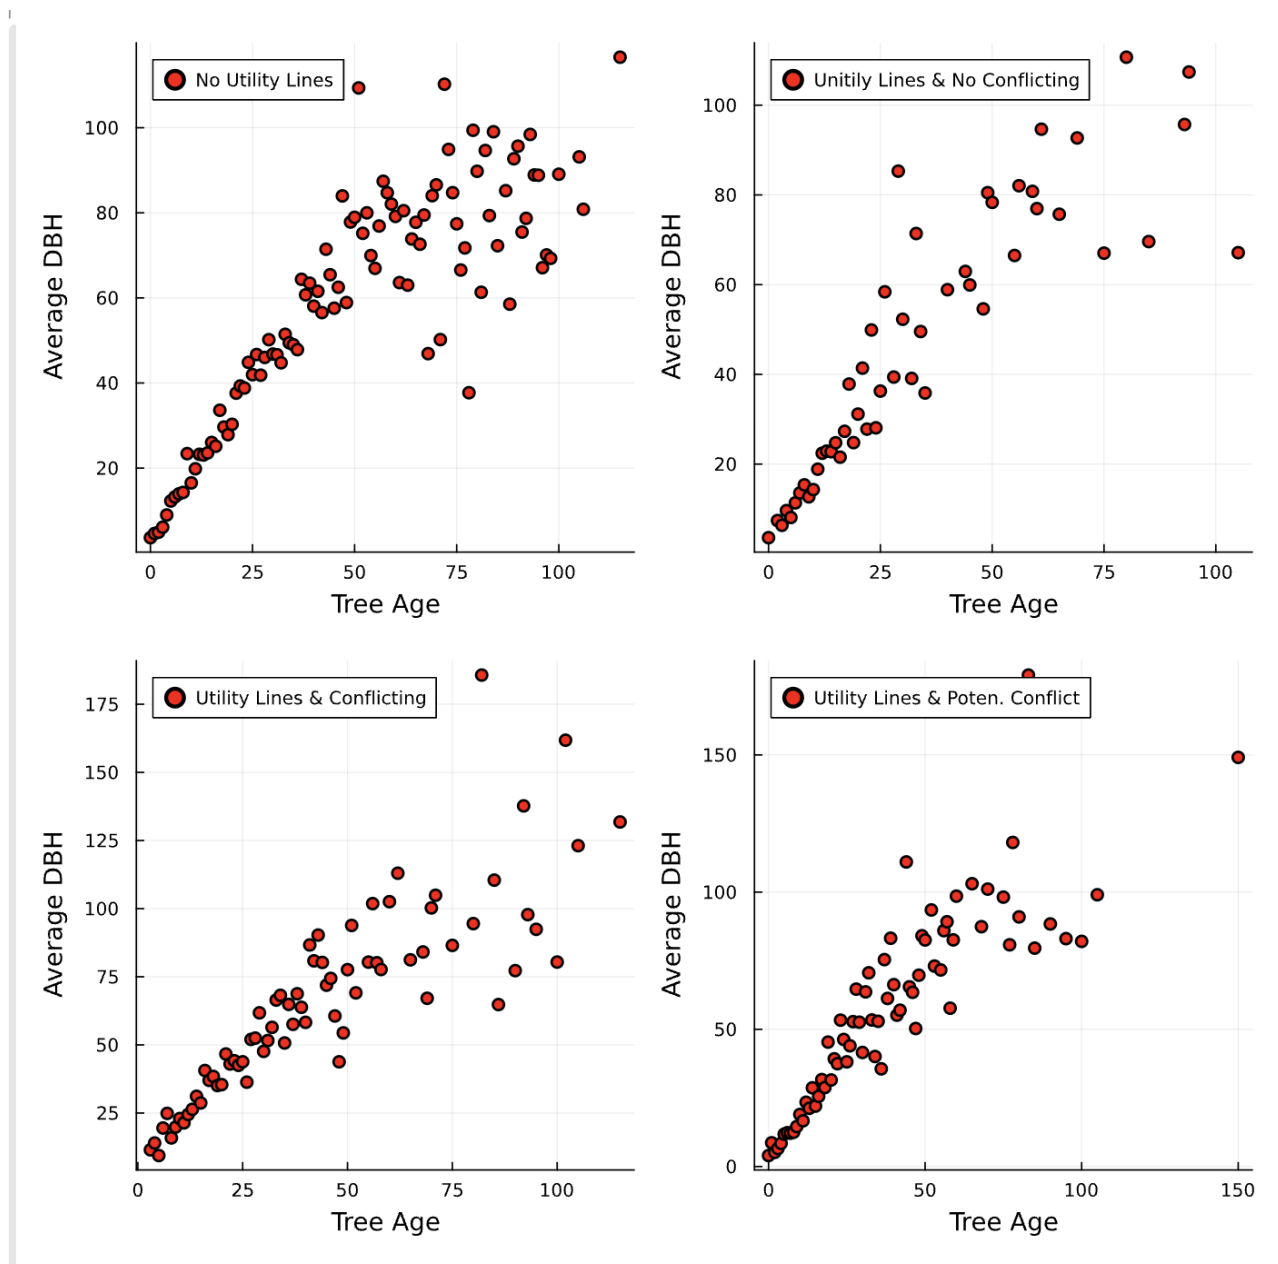 No Utility Lines
100
80
60
40
20
Average DBH
0 25 50 75 100
Tree Age
Unitily Lines & No Conflicting
100
80
60
40
20
Average DBH
0 25 50 75 100
Tree Age
Utility Lines & Conflicting
175
150
125
100
75
50
25
Average DBH
0 25 50 75 100
Tree Age
Utility Lines & Poten. Conflict
150
100
50
0
Average DBH
0 50 100 150
Tree Age